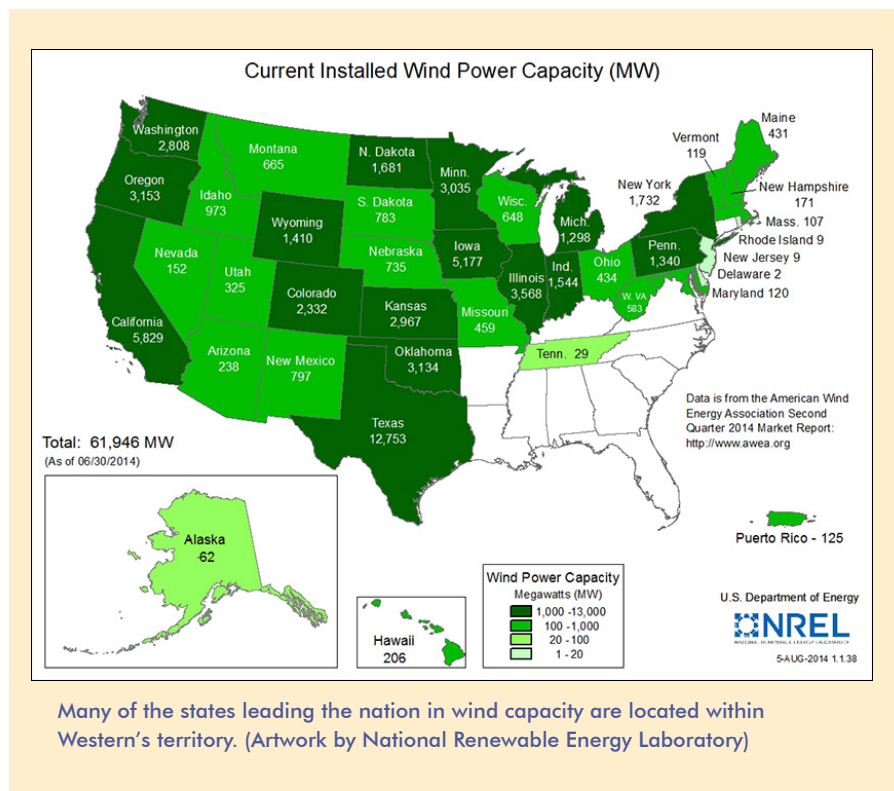 Current Installed Wind Power Capacity (MW)
Washington
2,808
Oregon
3,153
California
5,829
Idaho
973
Nevada
152
Montana
665
Wyoming
1,410
Utah
325
Colorado
2,332
Arizona
238
New Mexico
797
N. Dakota
1,681
S. Dakota
783
Nebraska
735
Kansas
2,967
Oklahoma
3,134
Texas
12,753
Minn.
3,035
Iowa
5,177
Missouri
459
Wisc.
648
Illinois
3,568
Mich.
1,298
Ind.
1,544
Ohio
434
W. VA
583
Tenn. 29
Penn.
1,340
New York
1,732
Vermont
119
Maine
431
New Hampshire
171
Mass. 107
Rhode Island 9
New Jersey 9
Delaware 2
Maryland 120
Data is from the American Wind
Energy Association Second
Quarter 2014 Market Report:
http://www.awea.org
Total: 61,946 MW
(As of 06/30/2014)
Alaska
62
Hawaii
206
Puerto Rico - 125
Wind Power Capacity
Megawatts (MW)
1,000 -13,000
100 -1,000
20 -100
1 - 20
U.S. Department of Energy
NREL
NATIONAL RENEWABLE ENERGY LABORATORY
5-AUG-2014 1.1.38
Many of the states leading the nation in wind capacity are located within
Western's territory. (Artwork by National Renewable Energy Laboratory)